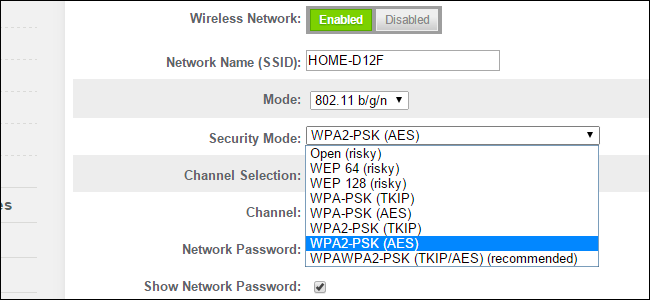 Wireless Network: Enabled Disabled
Network Name (SSID): HOME-D12F
Mode: 802.11 b/g/n
Security Mode: WPA2-PSK (AES)
Open (risky)
WEP 64 (risky)
WEP 128 (risky)
WPA-PSK (TKIP)
WPA-PSK (AES)
WPA2-PSK (TKIP)
WPA2-PSK (AES)
WPAWPA2-PSK (TKIP/AES) (recommended)
Channel Selection:
Channel:
es
Network Password:
Show Network Password: